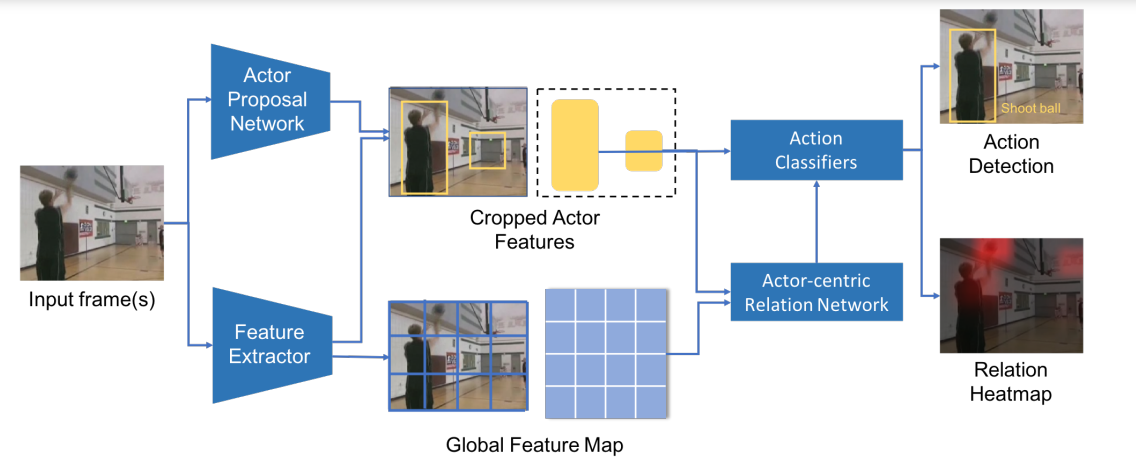 Actor
Proposal
Network
Input frame(s)
Feature
Extractor
Cropped Actor
Features
Global Feature Map
Action
Classifiers
Actor-centric
Relation Network
Shoot ball
Action
Detection
Relation
Heatmap